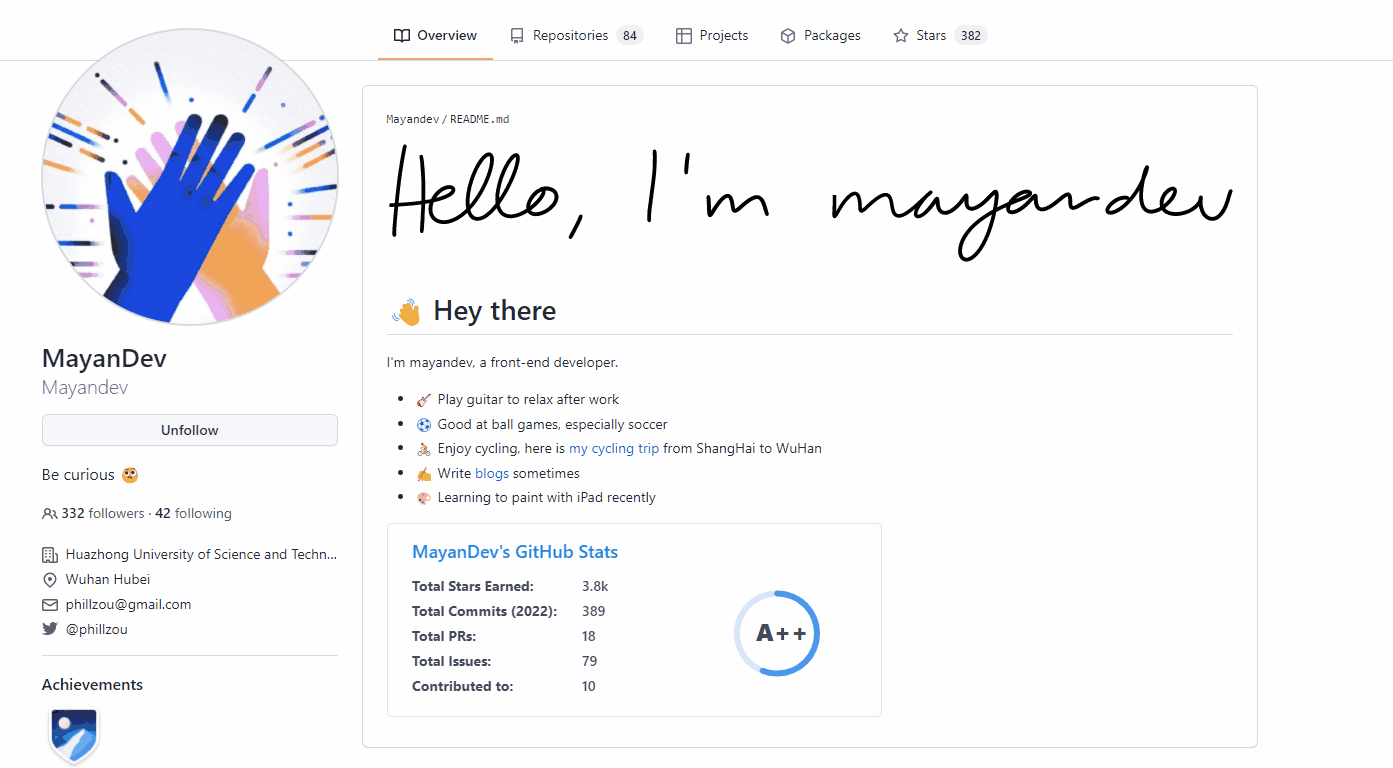 Overview Repositories 84 Projects Packages Stars 382
MayanDev
Mayandev
Unfollow
Be curious
332 followers · 42 following
Huazhong University of Science and Techn...
Wuhan Hubei
phillzou@gmail.com
@phillzou
Achievements
Mayandev / README.md
Hello, I'm mayandev
👋 Hey there
I'm mayandev, a front-end developer.
• 🎸 Play guitar to relax after work
• ⚽ Good at ball games, especially soccer
• 🚴 Enjoy cycling, here is my cycling trip from ShangHai to WuHan
• ✍ Write blogs sometimes
• 🎨 Learning to paint with iPad recently
MayanDev's GitHub Stats
Total Stars Earned: 3.8k
Total Commits (2022): 389
Total PRs: 18
Total Issues: 79
Contributed to: 10
A++